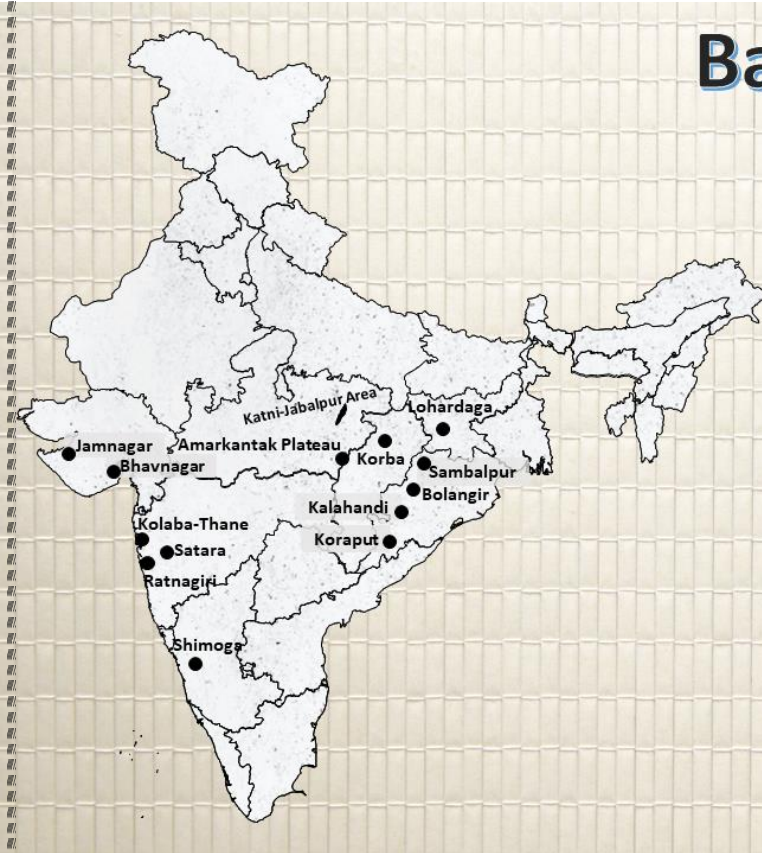 Ba
Katni-Jabalpur Area
Lohardaga
Jamnagar
Amarkantak Plateau
Bhavnagar
Korba
Sambalpur
Bolangir
Kalahandi
Kolaba-Thane
Koraput
Satara
Ratnagiri
Shimoga